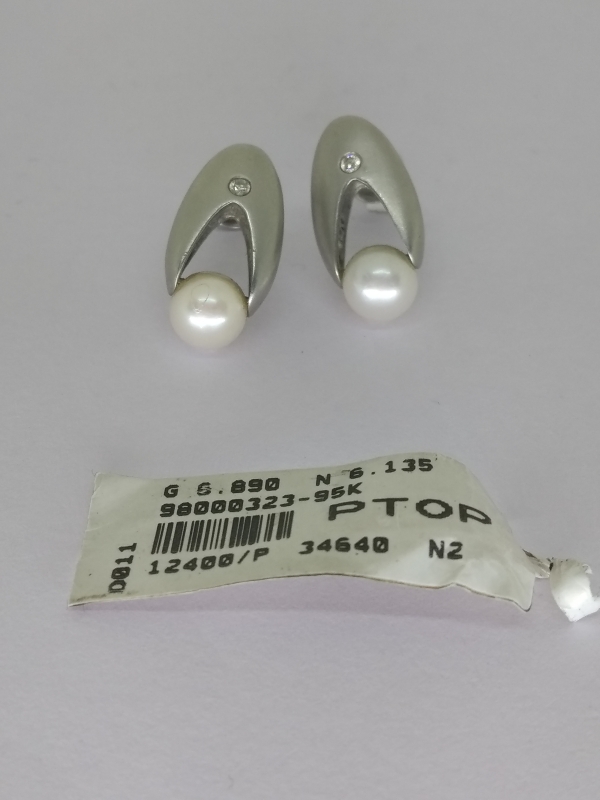 G 6.890 N 6.135
98000323-95K
PTOP
D011
12400/P 34640 N2